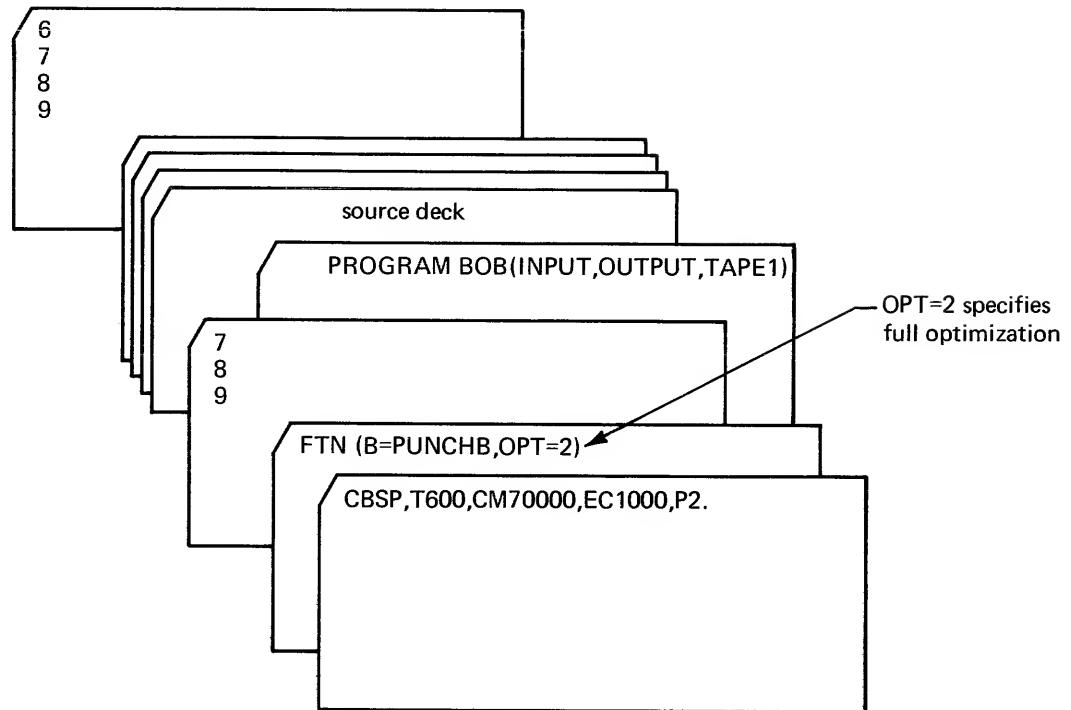 6
7
8
9
source deck
PROGRAM BOB(INPUT,OUTPUT,TAPE1)
OPT=2 specifies
full optimization
7
8
9
FTN (B=PUNCHB,OPT=2)
CBSP,T600,CM70000,EC1000,P2.